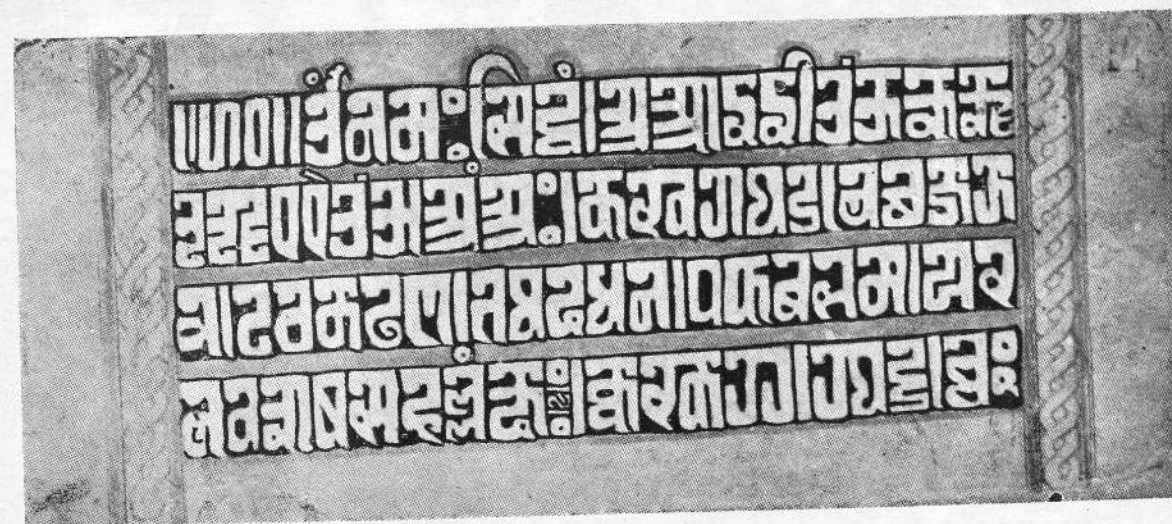 ॐ नमः । सिद्धं । अ आ इ ई उ ऊ ऋ ॠ
ऌ ॡ ए ऐ ओ औ अं अः । क ख ग घ ङ । च छ ज झ
ञ । ट ठ ड ढ ण । त थ द ध न । प फ ब भ म । य र
ल व श ष स ह लं क्षः